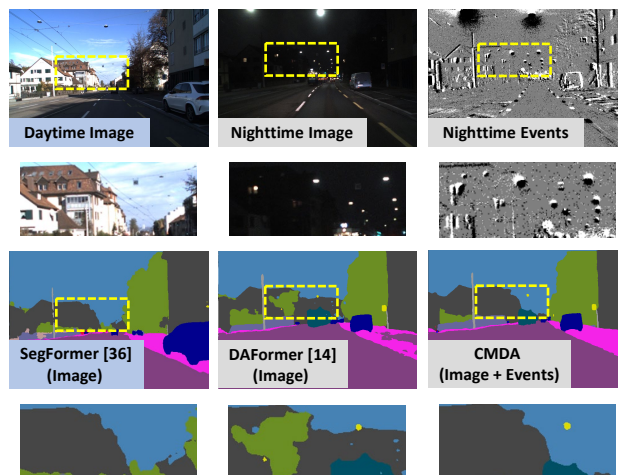 Daytime Image
Nighttime Image
Nighttime Events
SegFormer [36]
(Image)
DAFormer [14]
(Image)
CMDA
(Image + Events)